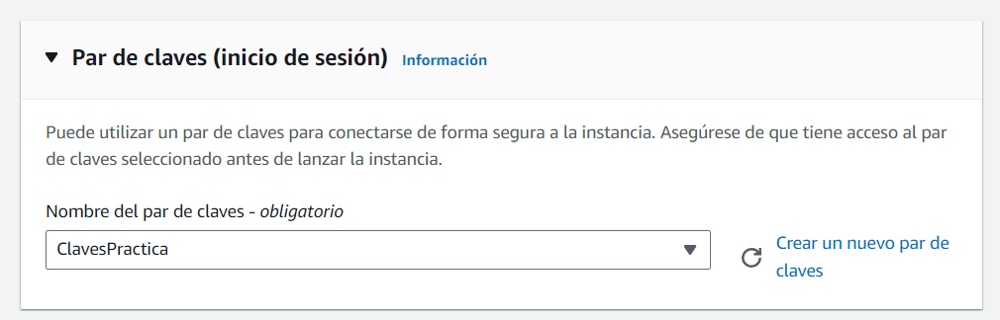 Par de claves (inicio de sesión) Información
Puede utilizar un par de claves para conectarse de forma segura a la instancia. Asegúrese de que tiene acceso al par
de claves seleccionado antes de lanzar la instancia.
Nombre del par de claves - obligatorio
ClavesPractica
Crear un nuevo par de
claves